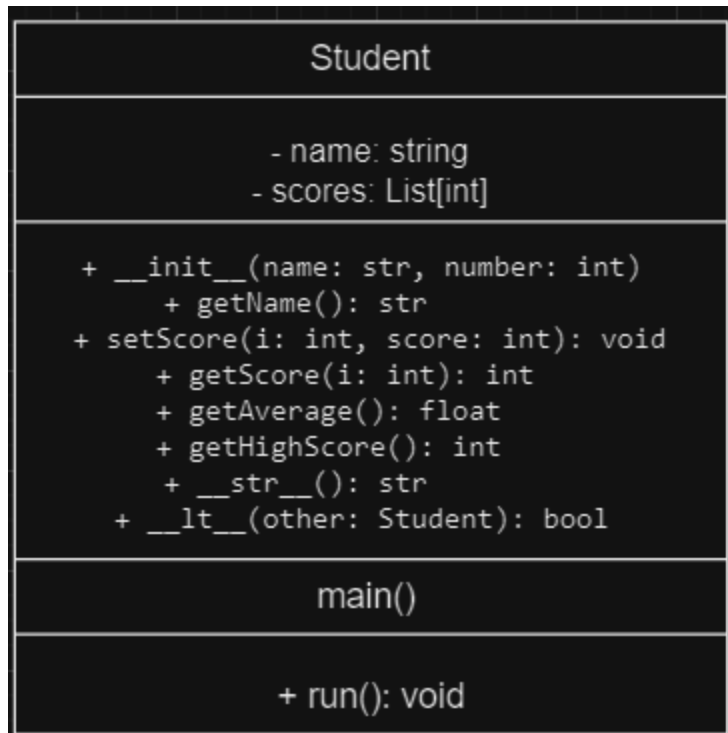 Student
- name: string
- scores: List[int]
+ __init__(name: str, number: int)
+ getName(): str
+ setScore(i: int, score: int): void
+ getScore(i: int): int
+ getAverage(): float
+ getHighScore(): int
+ __str__(): str
+ __lt__(other: Student): bool
main()
+ run(): void